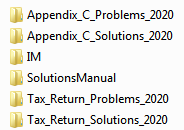 Appendix_C_Problems_2020
Appendix_C_Solutions_2020
IM
SolutionsManual
Tax_Return_Problems_2020
Tax_Return_Solutions_2020